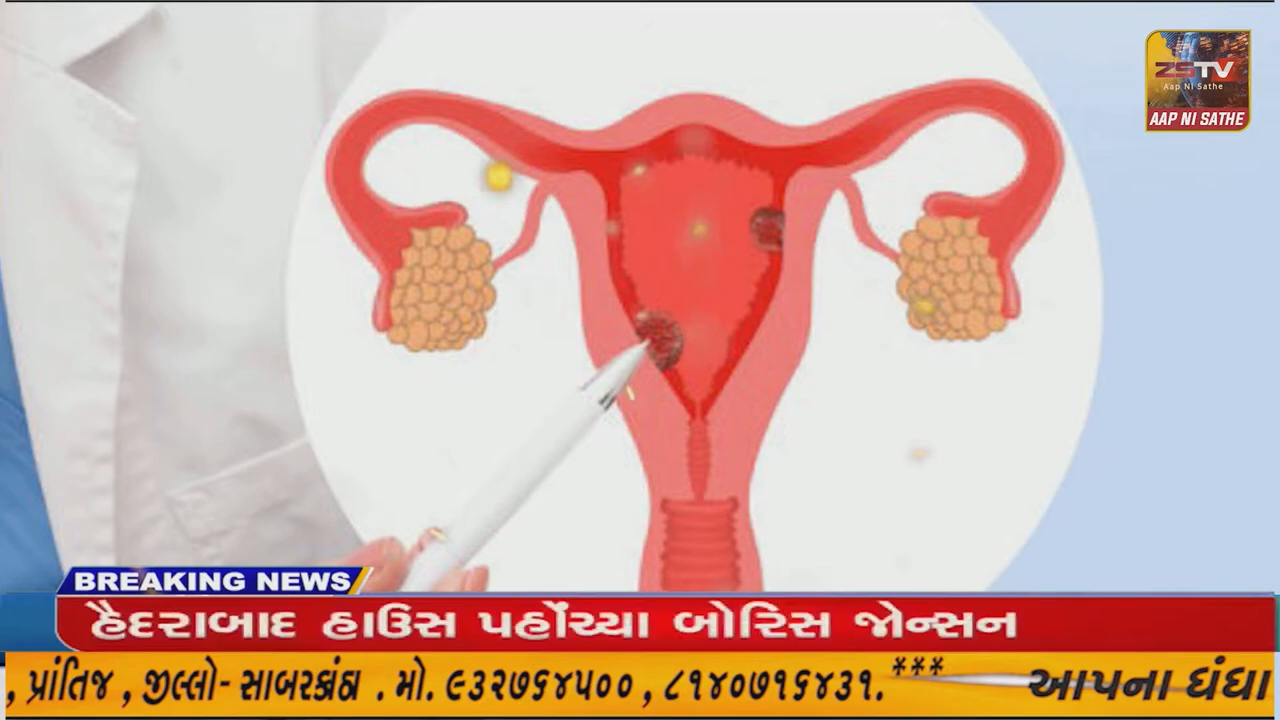 ZSTV
Aap Ni Sathe
AAP NI SATHE
BREAKING NEWS
હૈદરાબાદ હાઉસ પહોંચ્યા બોરિસ જોન્સન
, પ્રાંતિજ , જીલ્લો- સાબરકાંઠા . મો. ૯૩૨૭૬૪૫૦૦ , ૮૧૪૦૭૧૬૪૩૧.*** આપના ધંધા